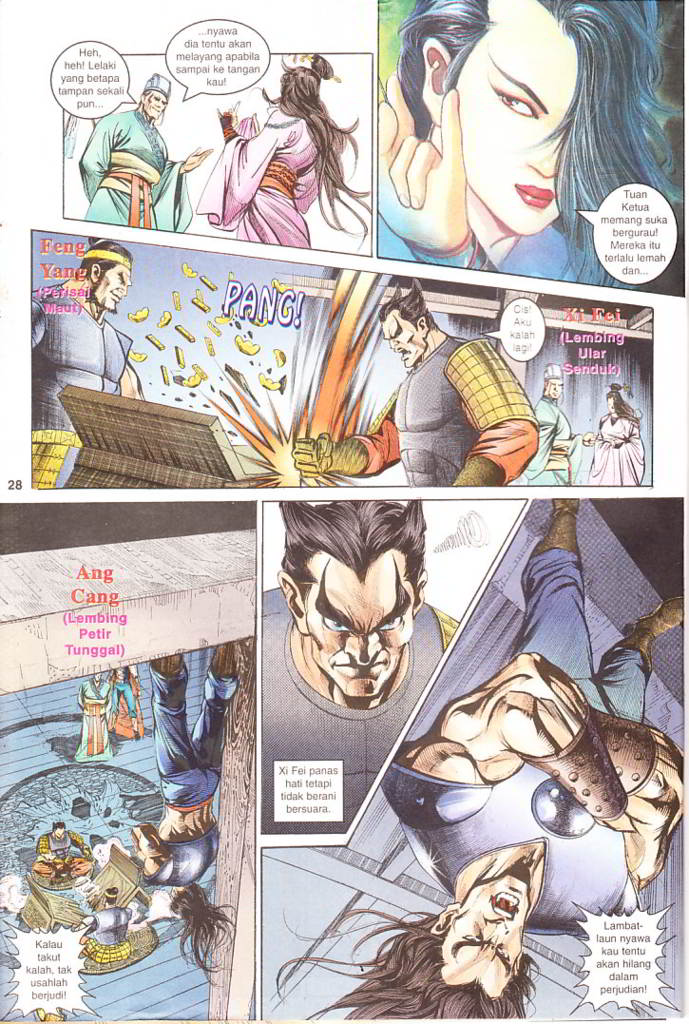 Heh,
heh! Lelaki
yang betapa
tampan sekali
pun...
...nyawa
dia tentu akan
melayang apabila
sampai ke tangan
kau!
Tuan
Ketua
memang suka
bergurau!
Mereka itu
terlalu lemah
dan...
Feng
Yang
(Perisai
Maut)
PANG!
Cis!
Aku
kalah
lagi!
Xi Fei
(Lembing
Ular
Senduk)
28
Ang
Cang
(Lembing
Petir
Tunggal)
Kalau
takut
kalah, tak
usahlah
berjudi!
Xi Fei panas
hati tetapi
tidak berani
bersuara.
Lambat-
laun nyawa
kau tentu
akan hilang
dalam
perjudian!